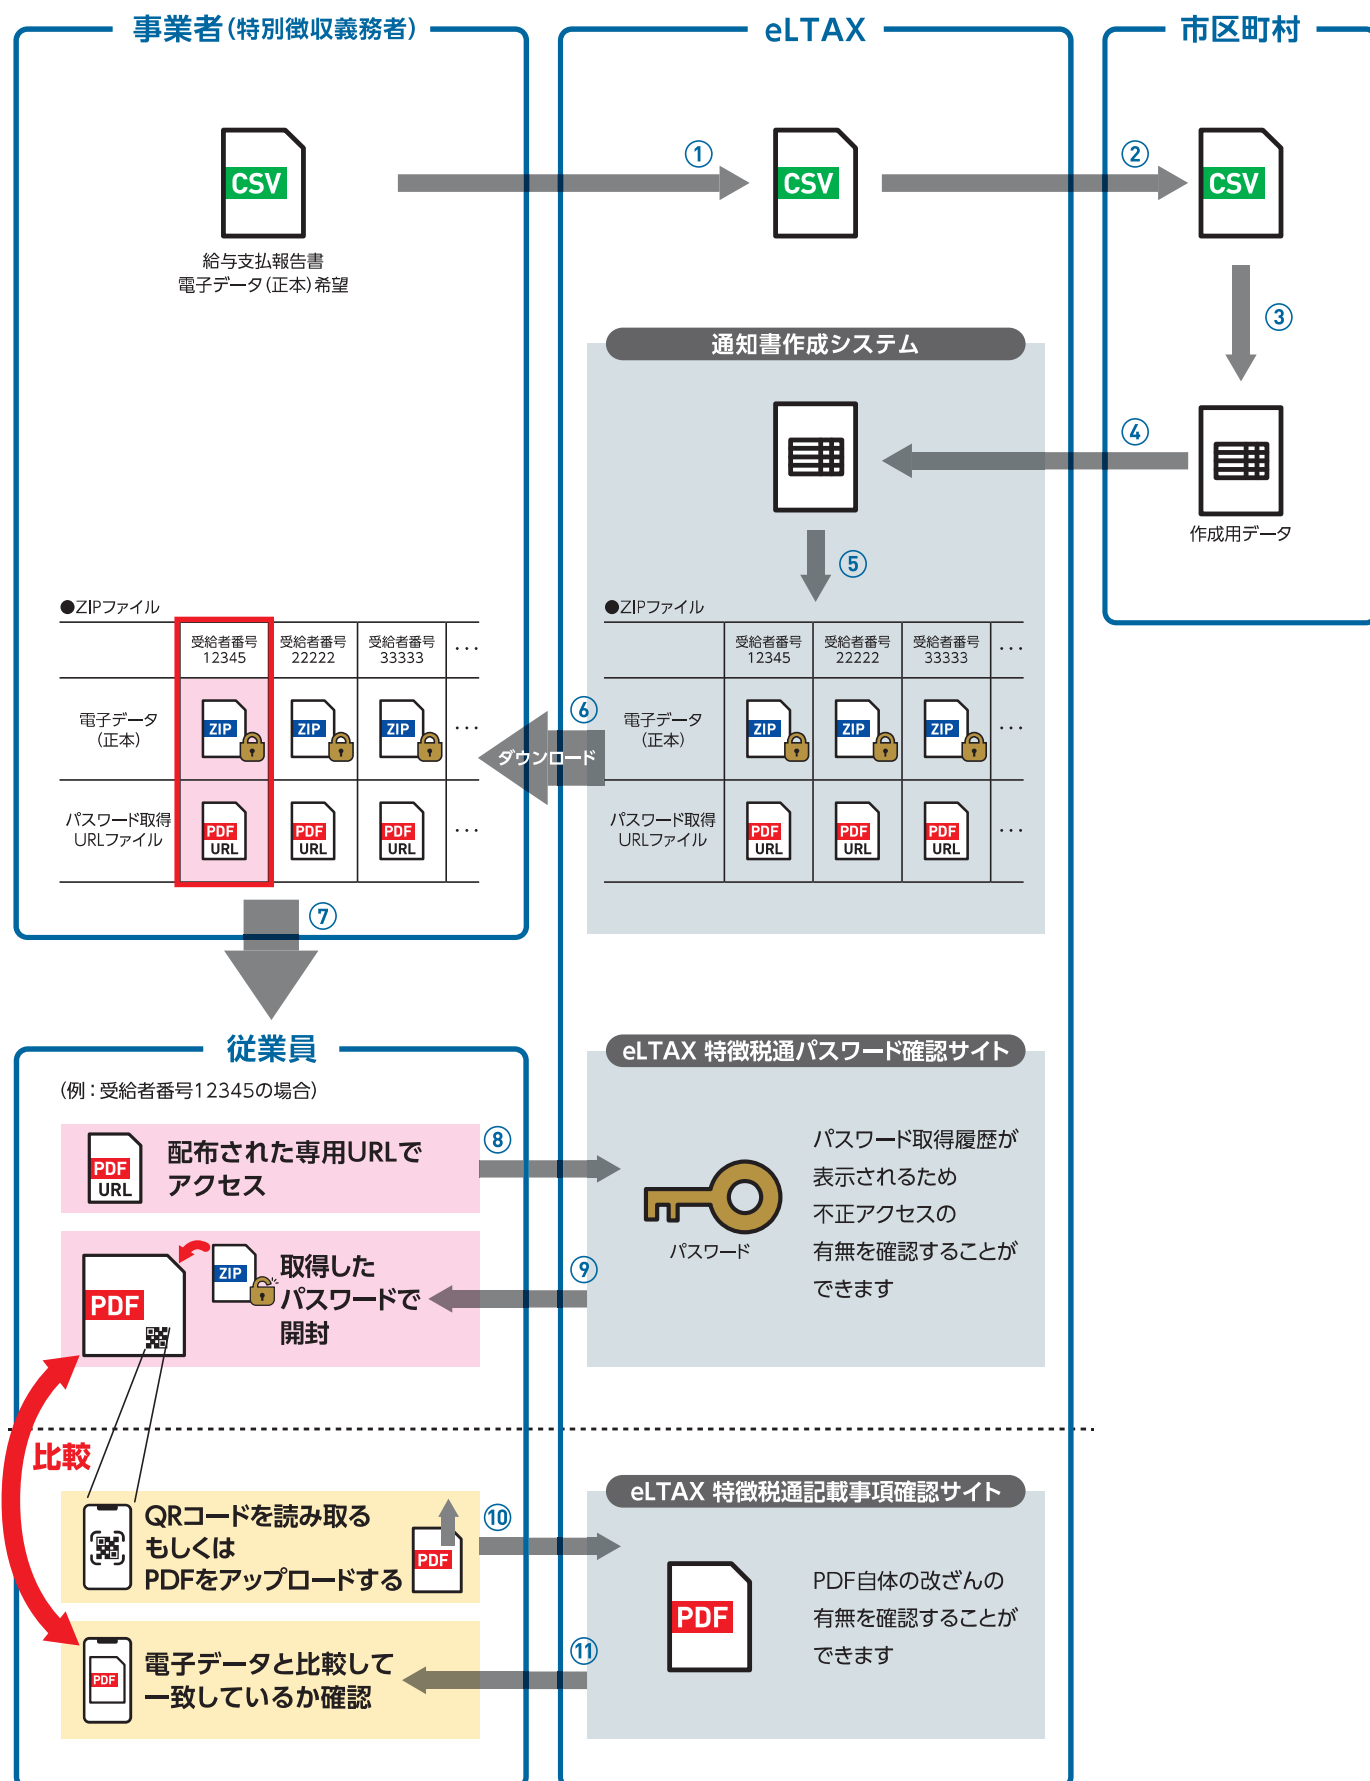 事業者(特別徴収義務者)
eLTAX
市区町村
CSV
①
CSV
②
CSV
給与支払報告書
電子データ(正本)希望
③
通知書作成システム
④
作成用データ
⑤
●ZIPファイル
受給者番号
12345
受給者番号
22222
受給者番号
33333
・・・
電子データ
(正本)
ZIP
ZIP
ZIP
・・・
パスワード取得
URLファイル
PDF
URL
PDF
URL
PDF
URL
・・・
⑥
ダウンロード
●ZIPファイル
受給者番号
12345
受給者番号
22222
受給者番号
33333
・・・
電子データ
(正本)
ZIP
ZIP
ZIP
・・・
パスワード取得
URLファイル
PDF
URL
PDF
URL
PDF
URL
・・・
⑦
従業員
(例：受給者番号12345の場合)
PDF
URL
配布された専用URLで
アクセス
⑧
eLTAX 特徴税通パスワード確認サイト
パスワード
パスワード取得履歴が
表示されるため
不正アクセスの
有無を確認することが
できます
PDF
ZIP
取得した
パスワードで
開封
⑨
比較
QRコードを読み取る
もしくは
PDFをアップロードする
PDF
⑩
eLTAX 特徴税通記載事項確認サイト
PDF
PDF自体の改ざんの
有無を確認することが
できます
PDF
電子データと比較して
一致しているか確認
⑪